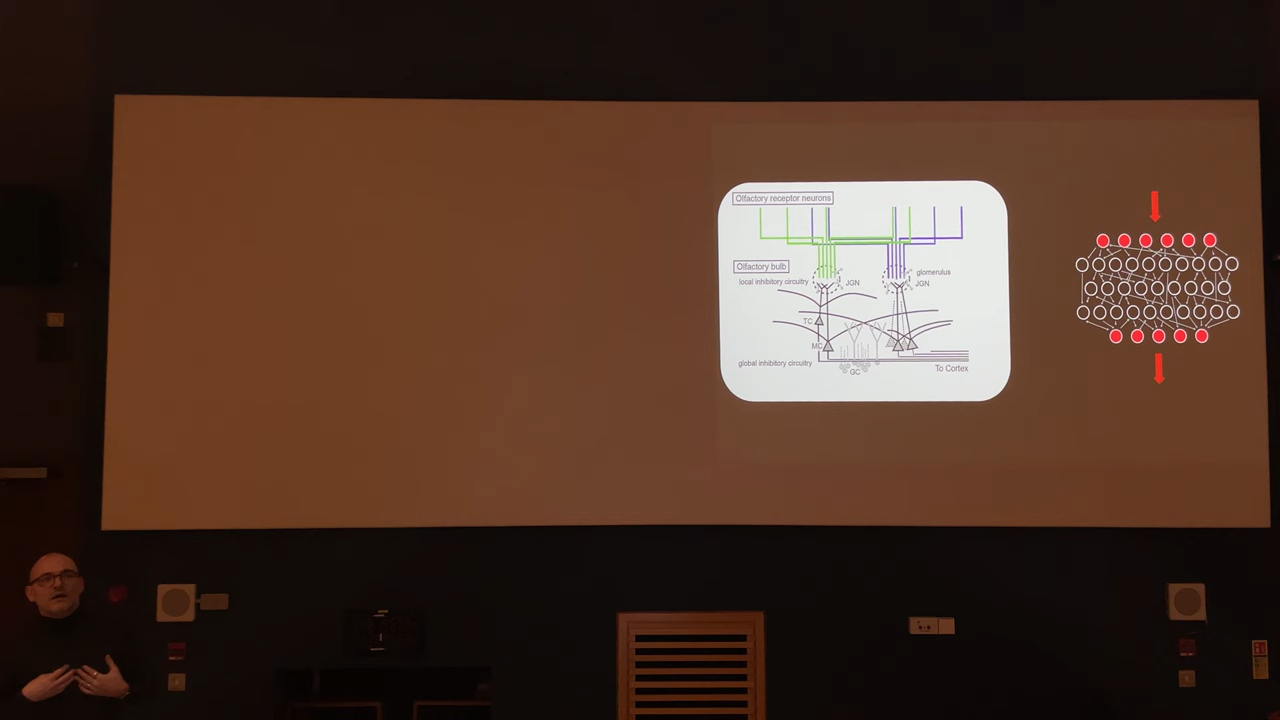 Olfactory receptor neurons
Olfactory bulb
glomerulus
local inhibitory circuitry
JGN
JGN
TC
MC
global inhibitory circuitry
GC
To Cortex